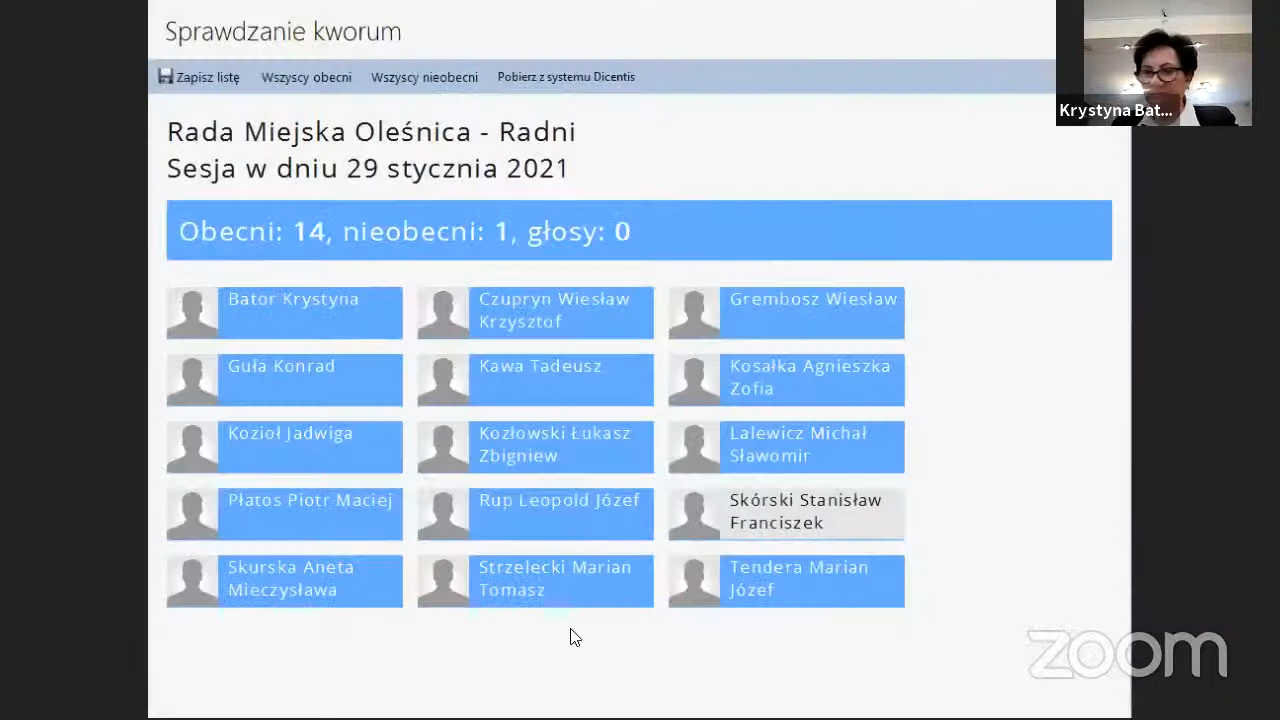 Sprawdzanie kworum
Zapisz listę Wszyscy obecni Wszyscy nieobecni Pobierz z systemu Dicentis
Krystyna Bat...
Rada Miejska Oleśnica - Radni
Sesja w dniu 29 stycznia 2021
Obecni: 14, nieobecni: 1, głosy: 0
Bator Krystyna
Czupryn Wiesław
Krzysztof
Grembosz Wiesław
Guła Konrad
Kawa Tadeusz
Kosałka Agnieszka
Zofia
Kozioł Jadwiga
Kozłowski Łukasz
Zbigniew
Lalewicz Michał
Sławomir
Płatos Piotr Maciej
Rup Leopold Józef
Skórski Stanisław
Franciszek
Skurska Aneta
Mieczysława
Strzelecki Marian
Tomasz
Tendera Marian
Józef
zoom